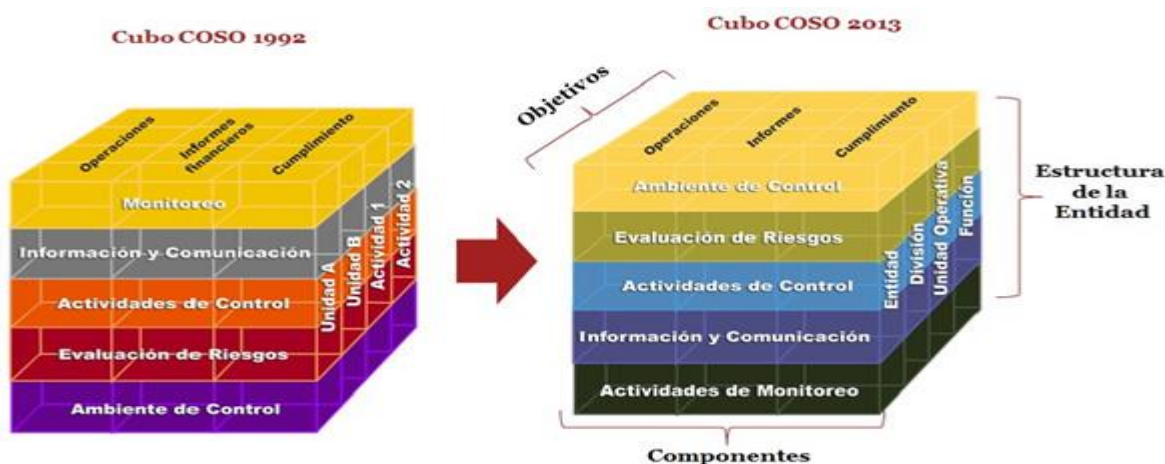 Cubo COSO 1992
Operaciones
Informes
financieros
Cumplimiento
Monitoreo
Información y Comunicación
Actividades de Control
Evaluación de Riesgos
Ambiente de Control
Unidad A
Unidad B
Actividad 1
Actividad 2
Cubo COSO 2013
Objetivos
Operaciones
Informes
Cumplimiento
Ambiente de Control
Evaluación de Riesgos
Actividades de Control
Información y Comunicación
Actividades de Monitoreo
Entidad
División
Unidad Operativa
Función
Estructura
de la
Entidad
Componentes